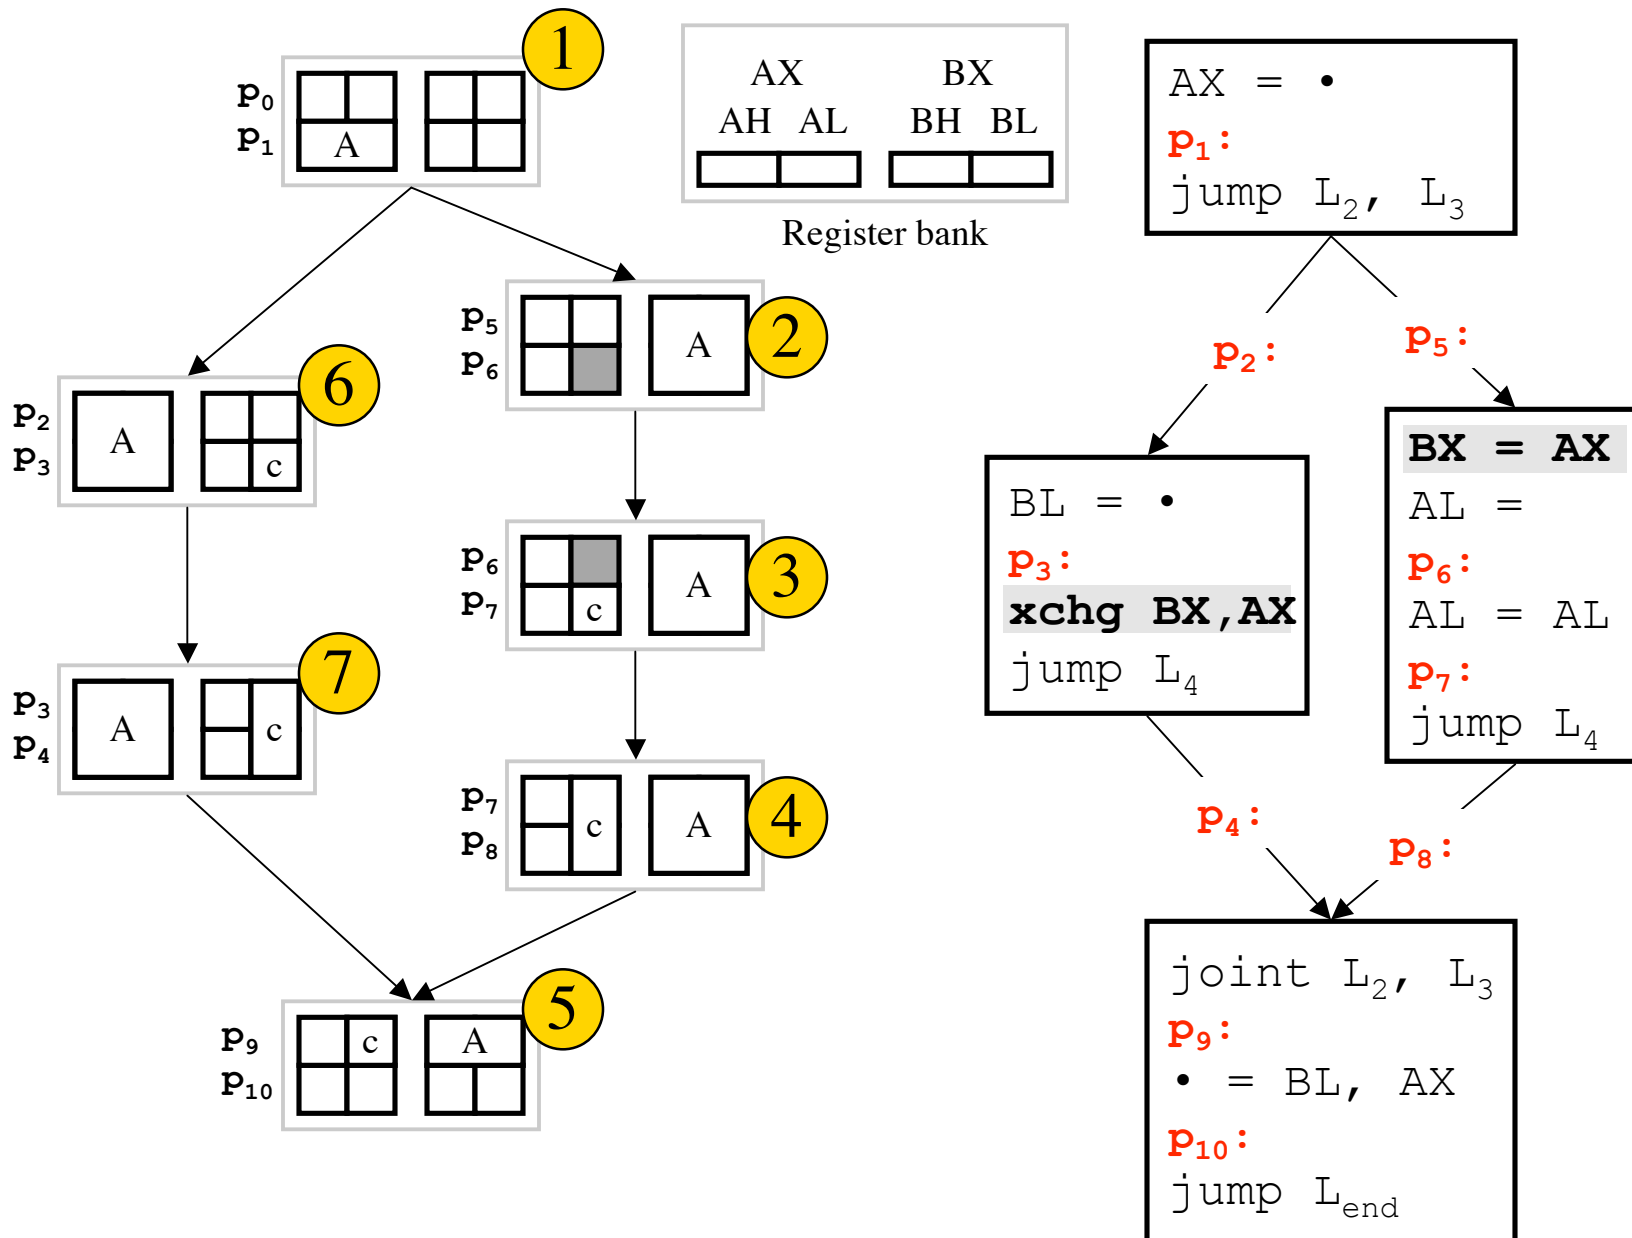 1
p0
p1
A
AX BX
AH AL BH BL
Register bank
2
p5
p6
A
6
p2
p3
A
c
3
p6
p7
c
A
7
p3
p4
A
c
4
p7
p8
c
A
5
p9
p10
c
A
AX = •
p1:
jump L2, L3
p2:
p5:
BL = •
p3:
xchg BX,AX
jump L4
BX = AX
AL =
p6:
AL = AL
p7:
jump L4
p4:
p8:
joint L2, L3
p9:
• = BL, AX
p10:
jump Lend